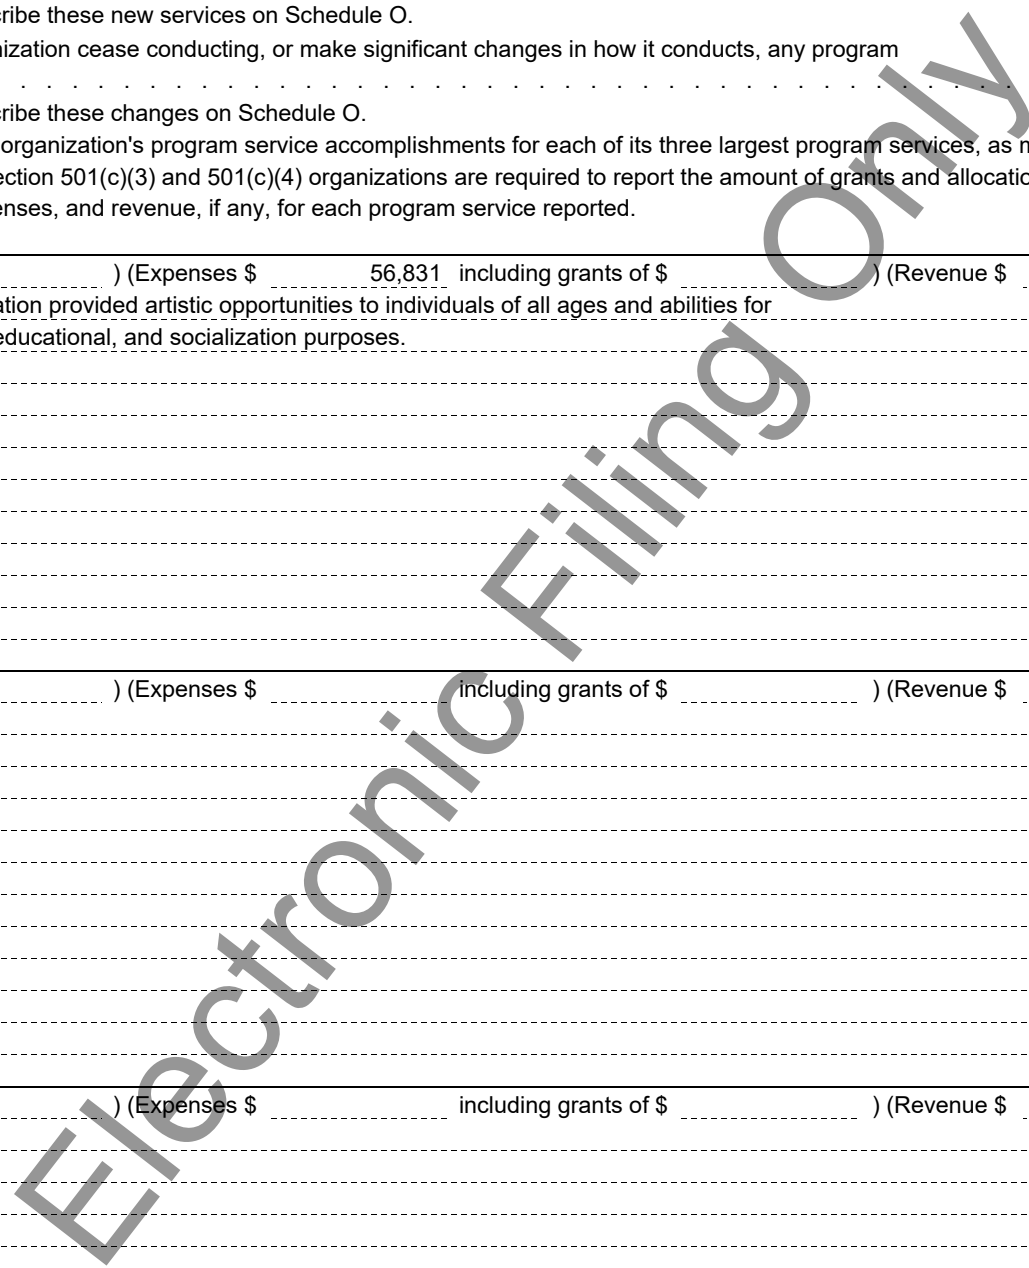 cribe these new services on Schedule O.
nization cease conducting, or make significant changes in how it conducts, any program
. . . . . . . . . . . . . . . . . . . . . . . . . . . . . . . . . . . . . . .
cribe these changes on Schedule O.
organization's program service accomplishments for each of its three largest program services, as m
ection 501(c)(3) and 501(c)(4) organizations are required to report the amount of grants and allocatio
enses, and revenue, if any, for each program service reported.
) (Expenses $ 56,831 including grants of $ ) (Revenue $
ation provided artistic opportunities to individuals of all ages and abilities for
educational, and socialization purposes.
) (Expenses $ including grants of $ ) (Revenue $
) (Expenses $ including grants of $ ) (Revenue $
Electronic Filing Only